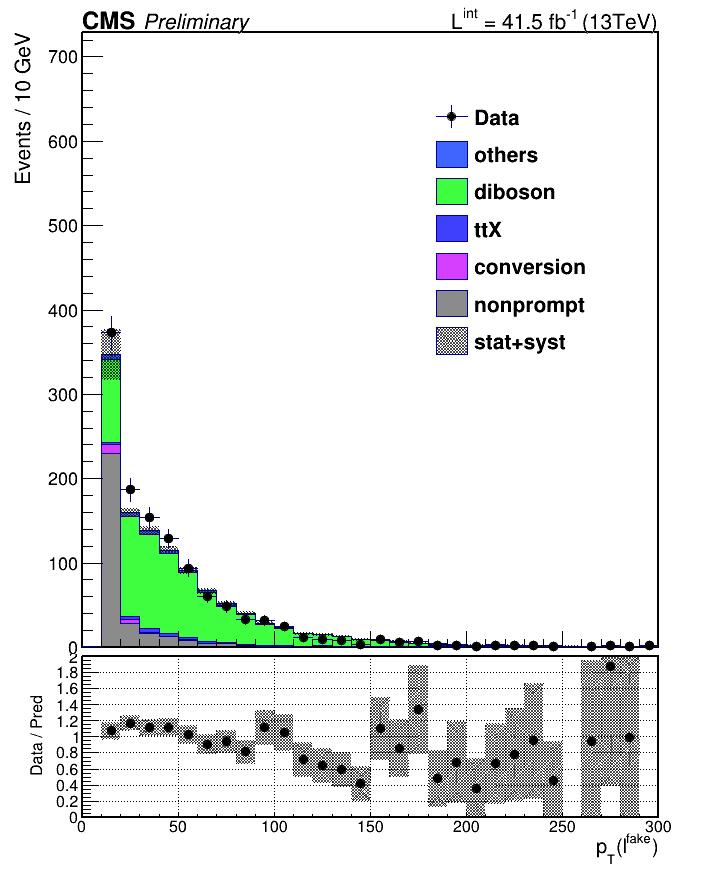 CMS Preliminary
L^int = 41.5 fb^-1 (13TeV)
Events / 10 GeV
700
600
500
400
300
200
100
0
Data
others
diboson
ttX
conversion
nonprompt
stat+syst
Data / Pred
2
1.8
1.6
1.4
1.2
1
0.8
0.6
0.4
0.2
0
0 50 100 150 200 250 300
p_T(l^fake)